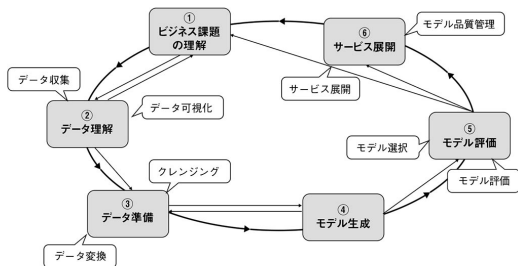 ①
ビジネス課題
の理解
⑥
サービス展開
モデル品質管理
サービス展開
データ収集
データ可視化
②
データ理解
⑤
モデル評価
モデル選択
モデル評価
クレンジング
③
データ準備
データ変換
④
モデル生成